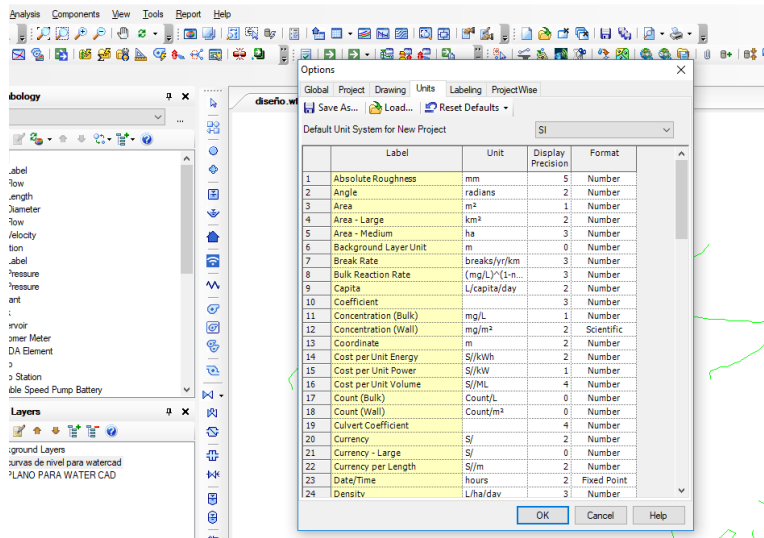 Analysis Components View Tools Report Help
Options
Global Project Drawing Units Labeling ProjectWise
Save As... Load... Reset Defaults
Default Unit System for New Project SI
Label Unit Display Precision Format
1 Absolute Roughness mm 5 Number
2 Angle radians 2 Number
3 Area m² 1 Number
4 Area - Large km² 2 Number
5 Area - Medium ha 3 Number
6 Background Layer Unit m 0 Number
7 Break Rate breaks/yr/km 3 Number
8 Bulk Reaction Rate (mg/L)^(1-n... 3 Number
9 Capita L/capita/day 2 Number
10 Coefficient 3 Number
11 Concentration (Bulk) mg/L 1 Number
12 Concentration (Wall) mg/m² 2 Scientific
13 Coordinate m 2 Number
14 Cost per Unit Energy S//kWh 2 Number
15 Cost per Unit Power S//kW 1 Number
16 Cost per Unit Volume S//ML 4 Number
17 Count (Bulk) Count/L 0 Number
18 Count (Wall) Count/m² 0 Number
19 Culvert Coefficient 4 Number
20 Currency S/ 2 Number
21 Currency - Large S/ 0 Number
22 Currency per Length S//m 2 Number
23 Date/Time hours 2 Fixed Point
24 Density L/ha/day 3 Number
OK Cancel Help
diseño.w
bology
...
abel
low
ength
Diameter
low
Velocity
tion
abel
Pressure
Pressure
ant
ervoir
omer Meter
DA Element
o Station
able Speed Pump Battery
Layers
kground Layers
curvas de nivel para watercad
PLANO PARA WATER CAD